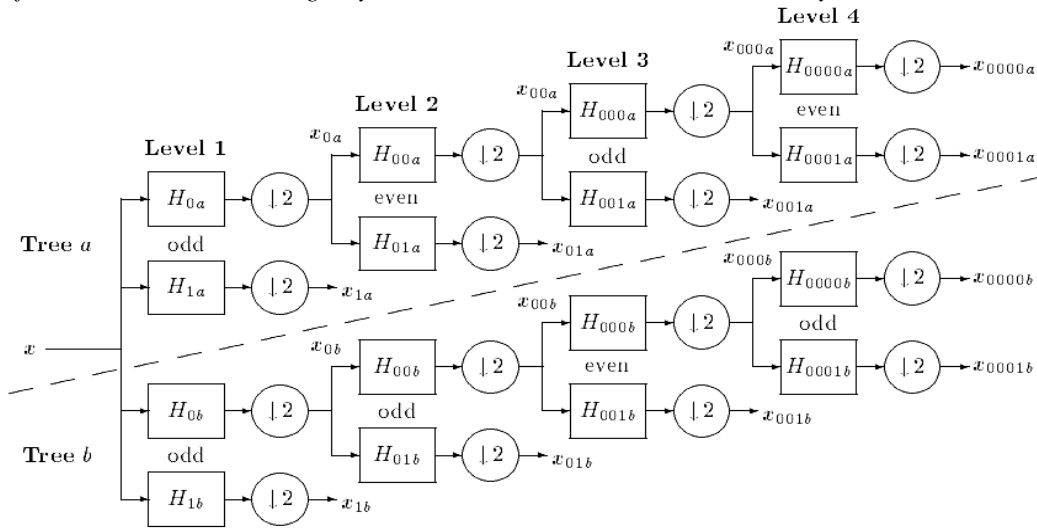 Level 4
x000a
H0000a
↓2
x0000a
even
H0001a
↓2
x0001a
Level 3
x00a
H000a
↓2
odd
H001a
↓2
x001a
Level 2
x0a
H00a
↓2
even
H01a
↓2
x01a
Level 1
H0a
↓2
Tree a
odd
H1a
↓2
x1a
x
x000b
H0000b
↓2
x0000b
odd
H0001b
↓2
x0001b
x00b
H000b
↓2
even
H001b
↓2
x001b
x0b
H00b
↓2
odd
H01b
↓2
x01b
H0b
↓2
Tree b
odd
H1b
↓2
x1b